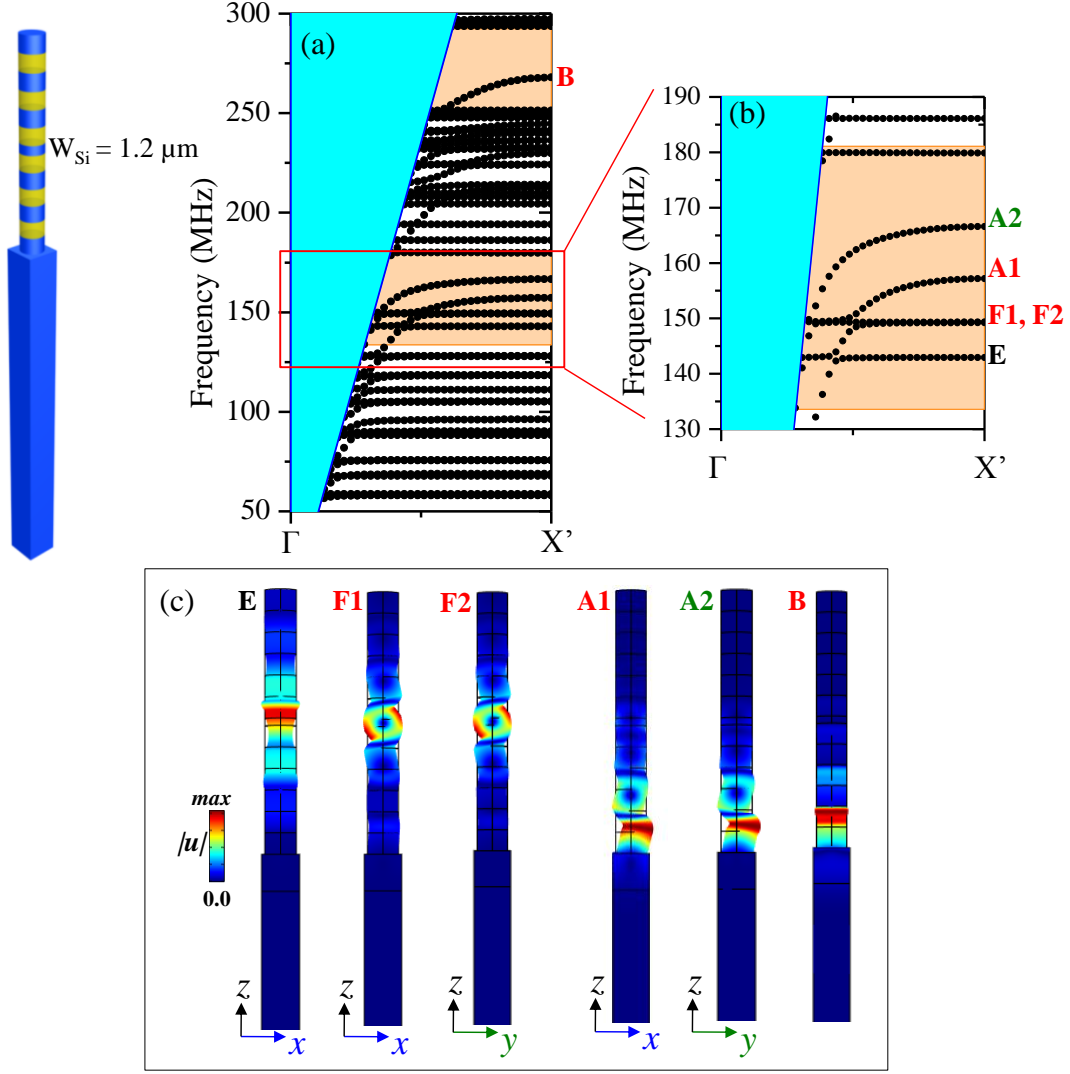 W_Si = 1.2 µm
(a)
Frequency (MHz)
300
250
200
150
100
50
Γ
X’
B
(b)
Frequency (MHz)
190
180
170
160
150
140
130
Γ
X’
A2
A1
F1, F2
E
(c)
E F1 F2 A1 A2 B
max
|u|
0.0
z z z z z
x x y x y